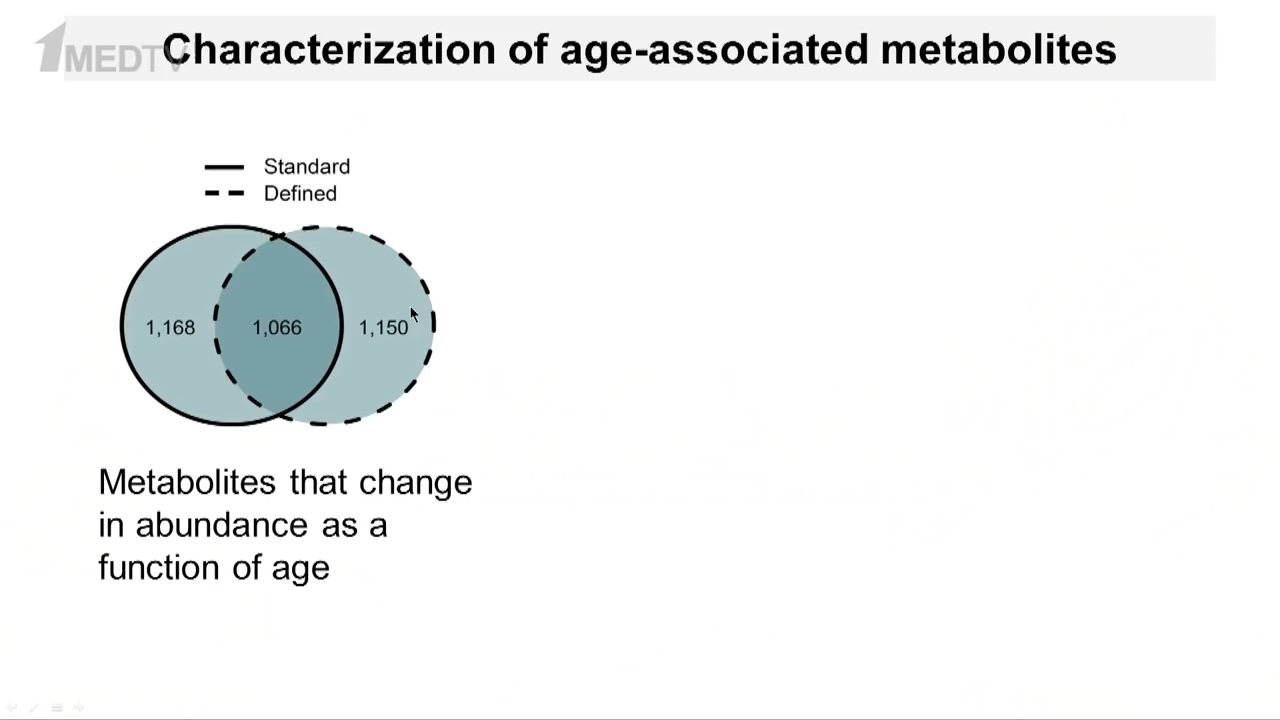 1MEDTV
Characterization of age-associated metabolites
Standard
Defined
1,168 1,066 1,150
Metabolites that change
in abundance as a
function of age